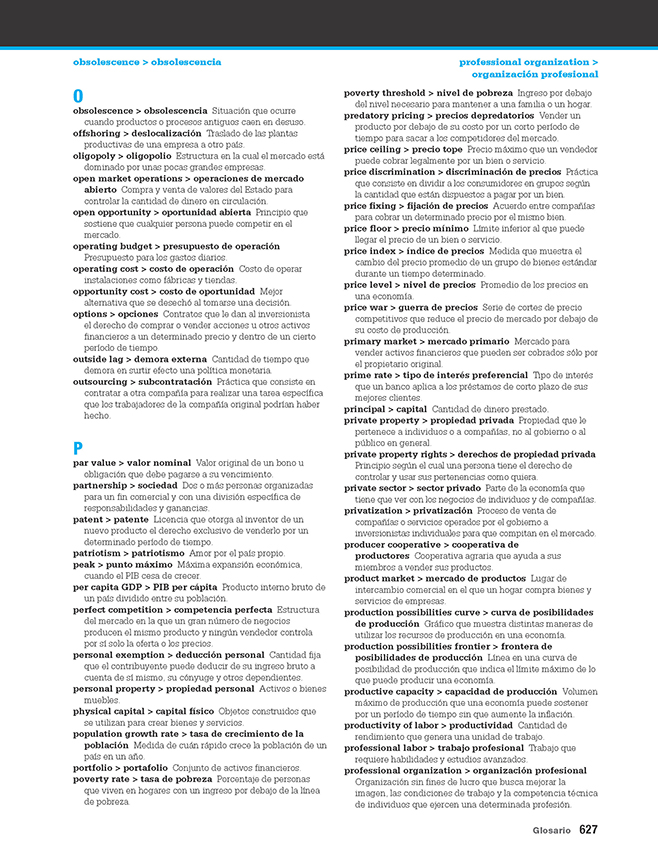 obsolescence > obsolescencia
professional organization >
organización profesional
O
obsolescence > obsolescencia Situación que ocurre
cuando productos o procesos antiguos caen en desuso.
offshoring > deslocalización Traslado de las plantas
productivas de una empresa a otro país.
oligopoly > oligopolio Estructura en la cual el mercado está
dominado por unas pocas grandes empresas.
open market operations > operaciones de mercado
abierto Compra y venta de valores del Estado para
controlar la cantidad de dinero en circulación.
open opportunity > oportunidad abierta Principio que
sostiene que cualquier persona puede competir en el
mercado.
operating budget > presupuesto de operación
Presupuesto para los gastos diarios.
operating cost > costo de operación Costo de operar
instalaciones como fábricas y tiendas.
opportunity cost > costo de oportunidad Mejor
alternativa que se desechó al tomarse una decisión.
options > opciones Contratos que le dan al inversionista
el derecho de comprar o vender acciones u otros activos
financieros a un determinado precio y dentro de un cierto
período de tiempo.
outside lag > demora externa Cantidad de tiempo que
demora en surtir efecto una política monetaria.
outsourcing > subcontratación Práctica que consiste en
contratar a otra compañía para realizar una tarea específica
que los trabajadores de la compañía original podrían haber
hecho.
P
par value > valor nominal Valor original de un bono u
obligación que debe pagarse a su vencimiento.
partnership > sociedad Dos o más personas organizadas
para un fin comercial y con una división específica de
responsabilidades y ganancias.
patent > patente Licencia que otorga al inventor de un
nuevo producto el derecho exclusivo de venderlo por un
determinado período de tiempo.
patriotism > patriotismo Amor por el país propio.
peak > punto máximo Máxima expansión económica,
cuando el PIB cesa de crecer.
per capita GDP > PIB per cápita Producto interno bruto de
un país dividido entre su población.
perfect competition > competencia perfecta Estructura
del mercado en la que un gran número de negocios
producen el mismo producto y ningún vendedor controla
por sí solo la oferta o los precios.
personal exemption > deducción personal Cantidad fija
que el contribuyente puede deducir de su ingreso bruto a
cuenta de sí mismo, su cónyuge y otros dependientes.
personal property > propiedad personal Activos o bienes
muebles.
physical capital > capital físico Objetos construidos que
se utilizan para crear bienes y servicios.
population growth rate > tasa de crecimiento de la
población Medida de cuán rápido crece la población de un
país en un año.
portfolio > portafolio Conjunto de activos financieros.
poverty rate > tasa de pobreza Porcentaje de personas
que viven en hogares con un ingreso por debajo de la línea
de pobreza.
poverty threshold > nivel de pobreza Ingreso por debajo
del nivel necesario para mantener a una familia o un hogar.
predatory pricing > precios depredatorios Vender un
producto por debajo de su costo por un corto período de
tiempo para sacar a los competidores del mercado.
price ceiling > precio tope Precio máximo que un vendedor
puede cobrar legalmente por un bien o servicio.
price discrimination > discriminación de precios Práctica
que consiste en dividir a los consumidores en grupos según
la cantidad que están dispuestos a pagar por un bien.
price fixing > fijación de precios Acuerdo entre compañías
para cobrar un determinado precio por el mismo bien.
price floor > precio mínimo Límite inferior al que puede
llegar el precio de un bien o servicio.
price index > índice de precios Medida que muestra el
cambio del precio promedio de un grupo de bienes estándar
durante un tiempo determinado.
price level > nivel de precios Promedio de los precios en
una economía.
price war > guerra de precios Serie de cortes de precio
competitivos que reduce el precio de mercado por debajo de
su costo de producción.
primary market > mercado primario Mercado para
vender activos financieros que pueden ser cobrados sólo por
el propietario original.
prime rate > tipo de interés preferencial Tipo de interés
que un banco aplica a los préstamos de corto plazo de sus
mejores clientes.
principal > capital Cantidad de dinero prestado.
private property > propiedad privada Propiedad que le
pertenece a individuos o a compañías, no al gobierno o al
público en general.
private property rights > derechos de propiedad privada
Principio según el cual una persona tiene el derecho de
controlar y usar sus pertenencias como quiera.
private sector > sector privado Parte de la economía que
tiene que ver con los negocios de individuos y de compañías.
privatization > privatización Proceso de venta de
compañías o servicios operados por el gobierno a
inversionistas individuales para que compitan en el mercado.
producer cooperative > cooperativa de
productores Cooperativa agraria que ayuda a sus
miembros a vender sus productos.
product market > mercado de productos Lugar de
intercambio comercial en el que un hogar compra bienes y
servicios de empresas.
production possibilities curve > curva de posibilidades
de producción Gráfico que muestra distintas maneras de
utilizar los recursos de producción en una economía.
production possibilities frontier > frontera de
posibilidades de producción Línea en una curva de
posibilidad de producción que indica el límite máximo de lo
que puede producir una economía.
productive capacity > capacidad de producción Volumen
máximo de producción que una economía puede sostener
por un período de tiempo sin que aumente la inflación.
productivity of labor > productividad Cantidad de
rendimiento que genera una unidad de trabajo.
professional labor > trabajo profesional Trabajo que
requiere habilidades y estudios avanzados.
professional organization > organización profesional
Organización sin fines de lucro que busca mejorar la
imagen, las condiciones de trabajo y la competencia técnica
de individuos que ejercen una determinada profesión.
Glosario 627